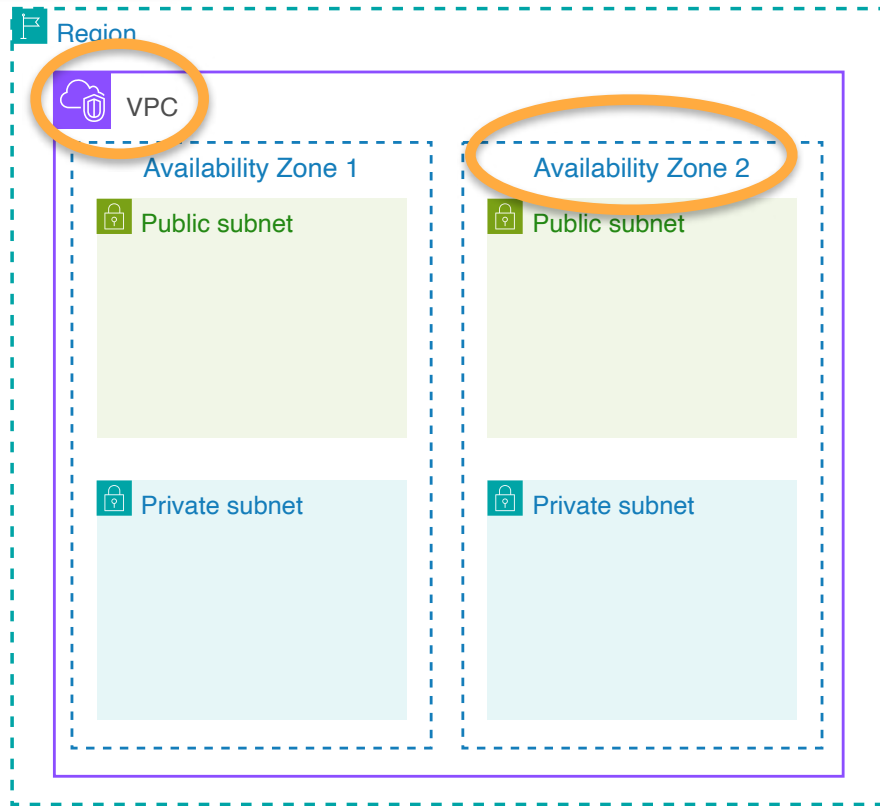 Region
VPC
Availability Zone 1
Availability Zone 2
Public subnet
Public subnet
Private subnet
Private subnet